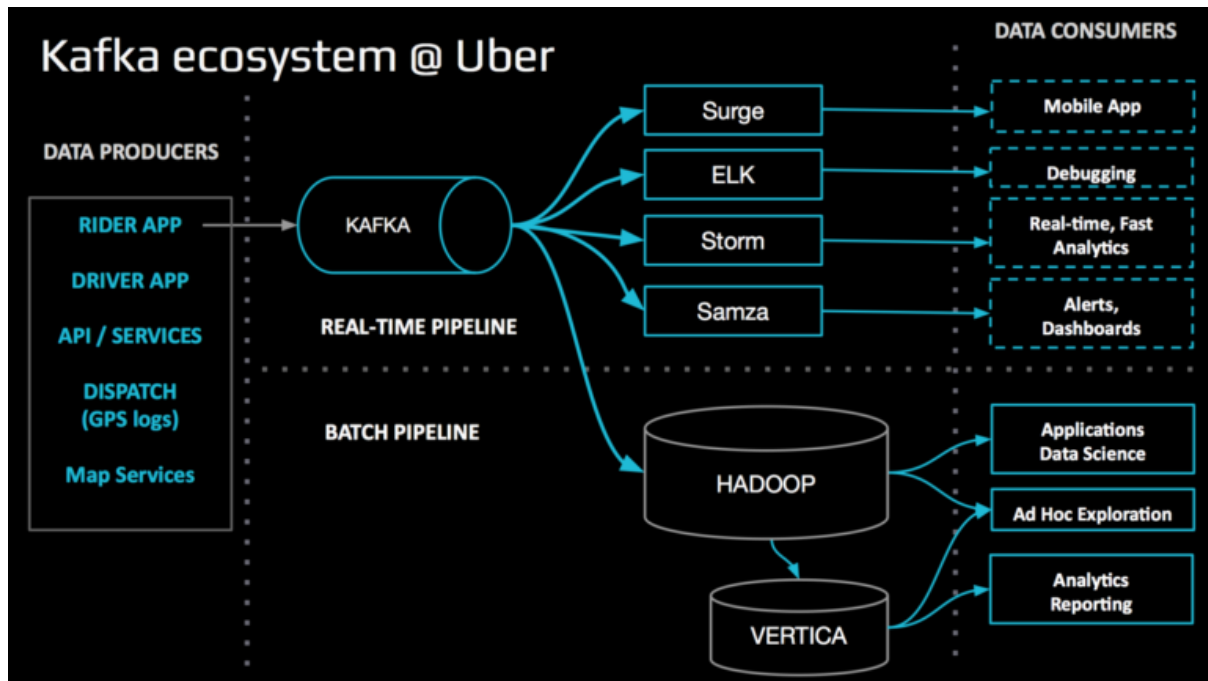 Kafka ecosystem @ Uber
DATA CONSUMERS
DATA PRODUCERS
RIDER APP
DRIVER APP
API / SERVICES
DISPATCH
(GPS logs)
Map Services
KAFKA
REAL-TIME PIPELINE
Surge
ELK
Storm
Samza
Mobile App
Debugging
Real-time, Fast
Analytics
Alerts,
Dashboards
BATCH PIPELINE
HADOOP
VERTICA
Applications
Data Science
Ad Hoc Exploration
Analytics
Reporting